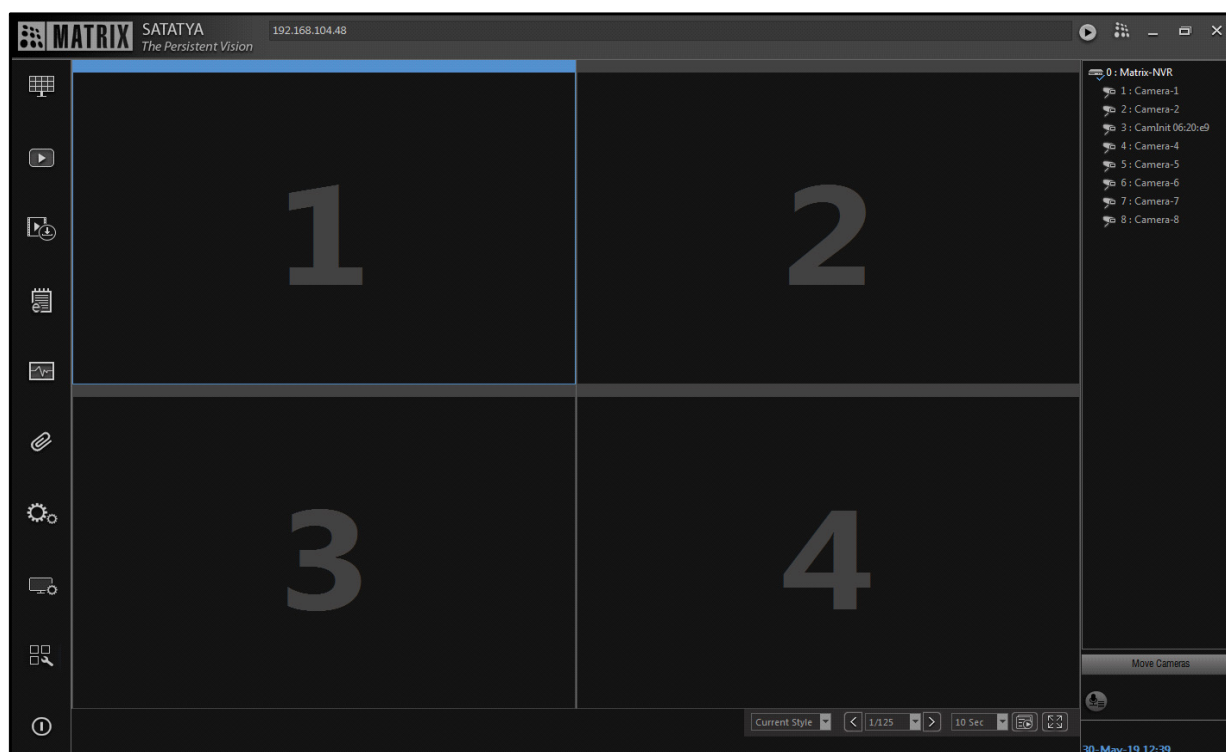 MATRIX
SATATYA
The Persistent Vision
192.168.104.48
0 : Matrix-NVR
1 : Camera-1
2 : Camera-2
3 : CamInit 06:20:e9
4 : Camera-4
5 : Camera-5
6 : Camera-6
7 : Camera-7
8 : Camera-8
1
2
3
4
Move Cameras
Current Style
1/125
10 Sec
30-May-19 12:39